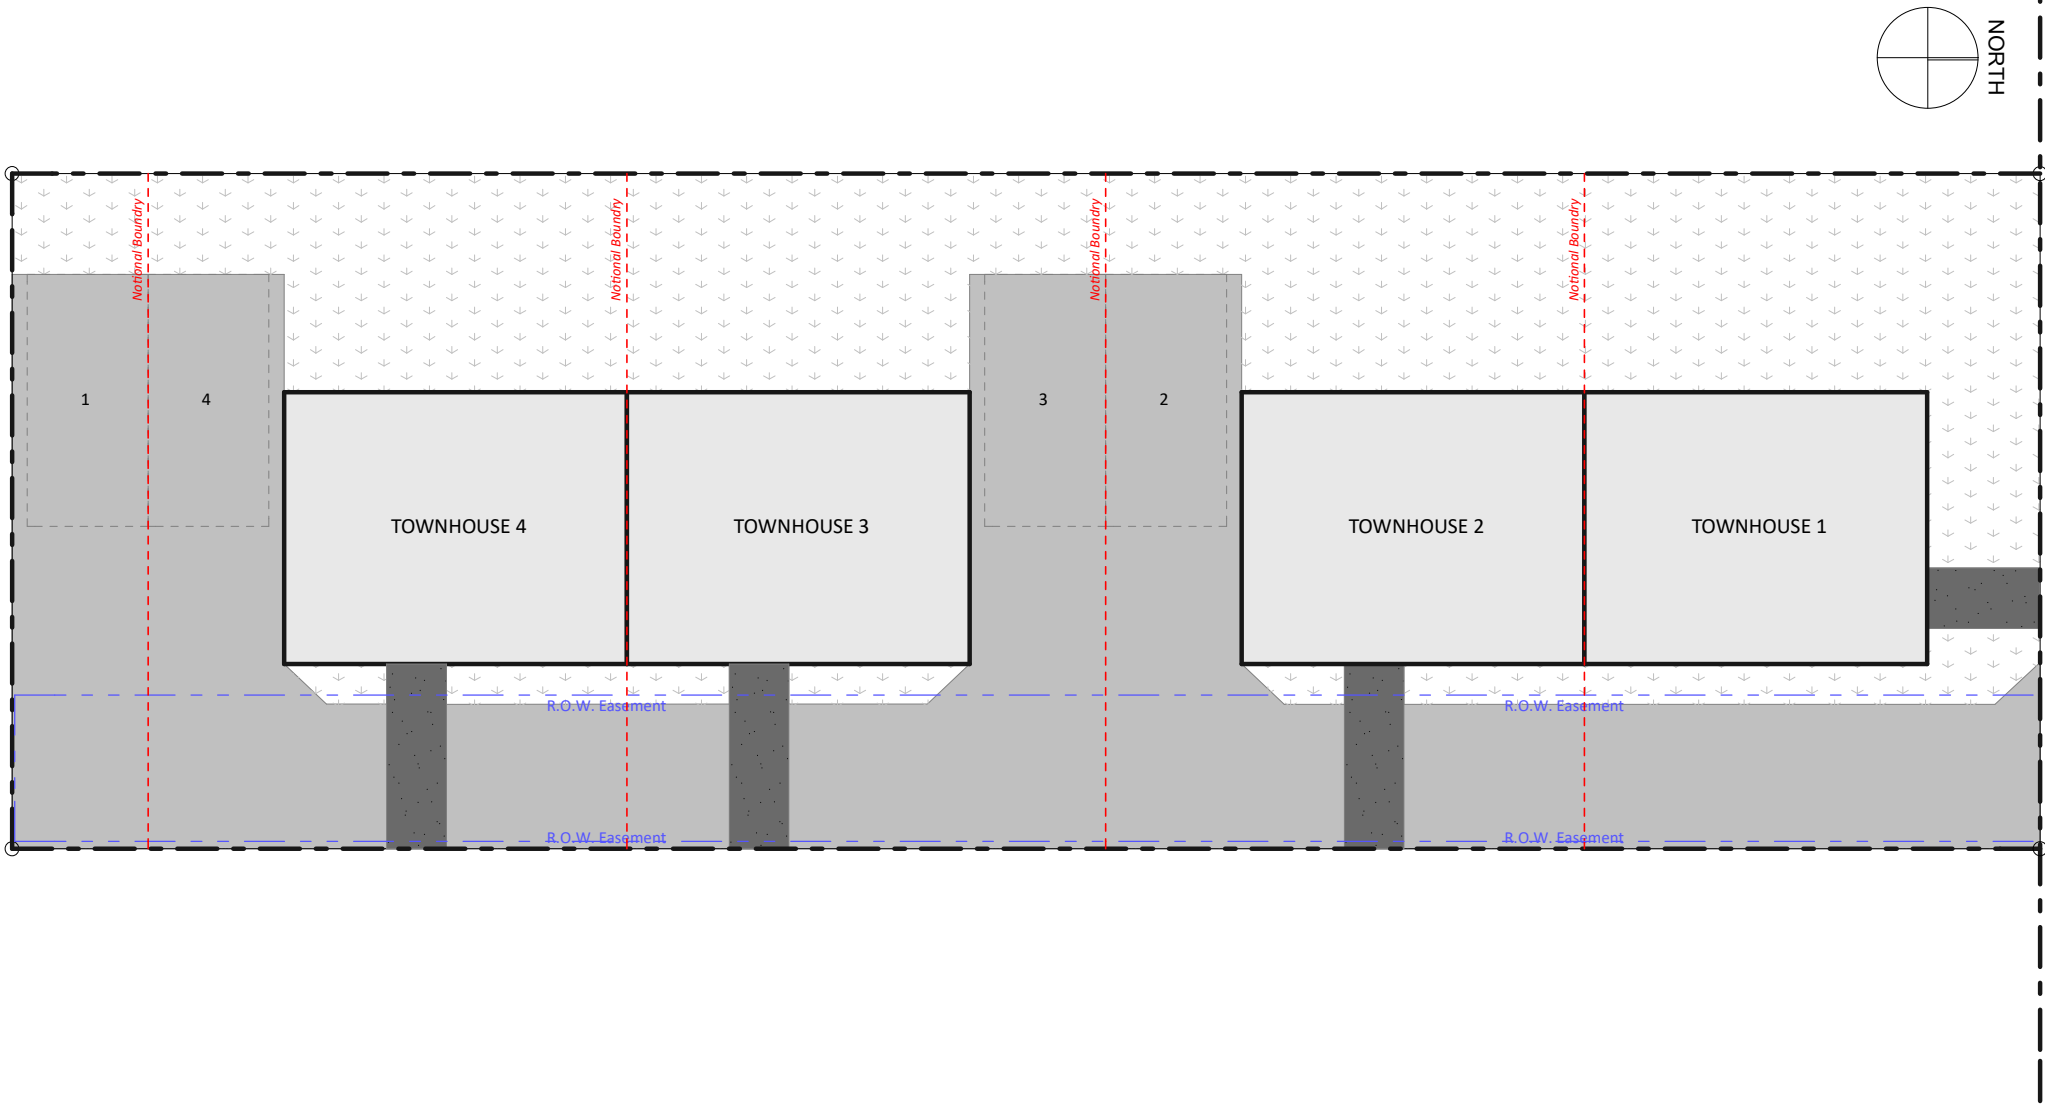 NORTH
Notional Boundry
Notional Boundry
Notional Boundry
Notional Boundry
1
4
3
2
TOWNHOUSE 4
TOWNHOUSE 3
TOWNHOUSE 2
TOWNHOUSE 1
R.O.W. Easement
R.O.W. Easement
R.O.W. Easement
R.O.W. Easement